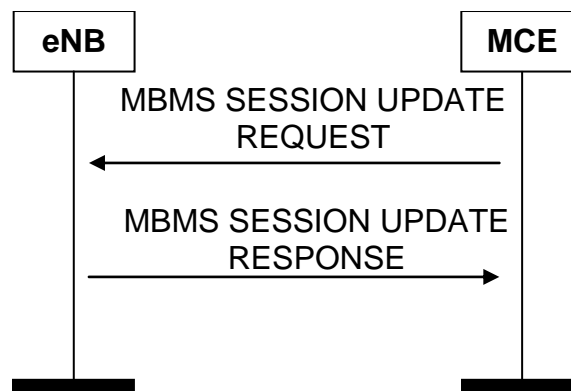 eNB
MCE
MBMS SESSION UPDATE
REQUEST
MBMS SESSION UPDATE
RESPONSE